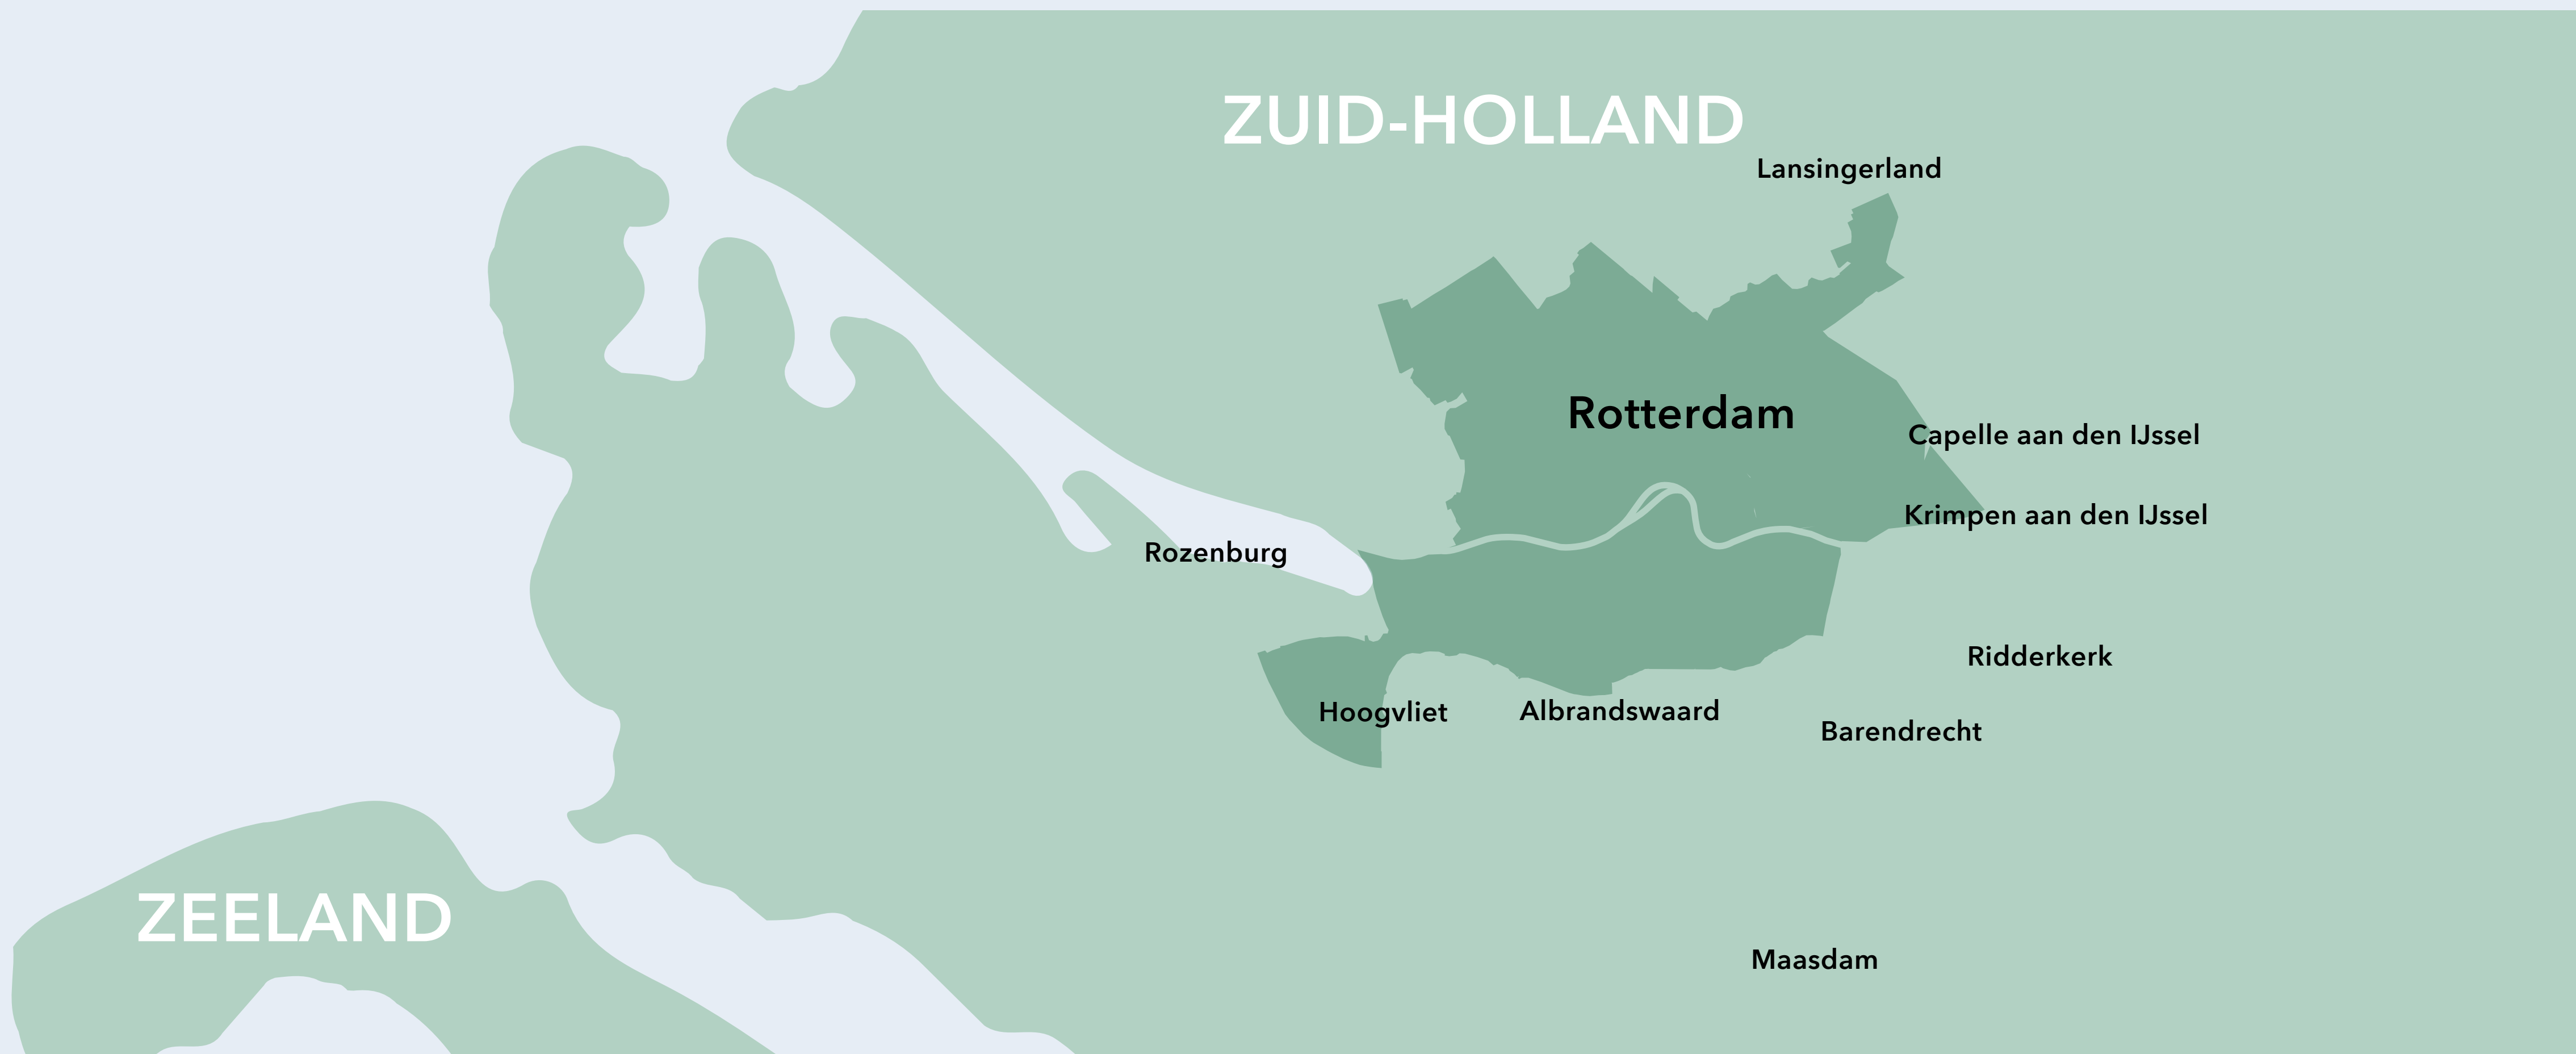 ZUID-HOLLAND
Lansingerland
Rotterdam
Capelle aan den IJssel
Krimpen aan den IJssel
Rozenburg
Ridderkerk
Hoogvliet
Albrandswaard
Barendrecht
ZEELAND
Maasdam